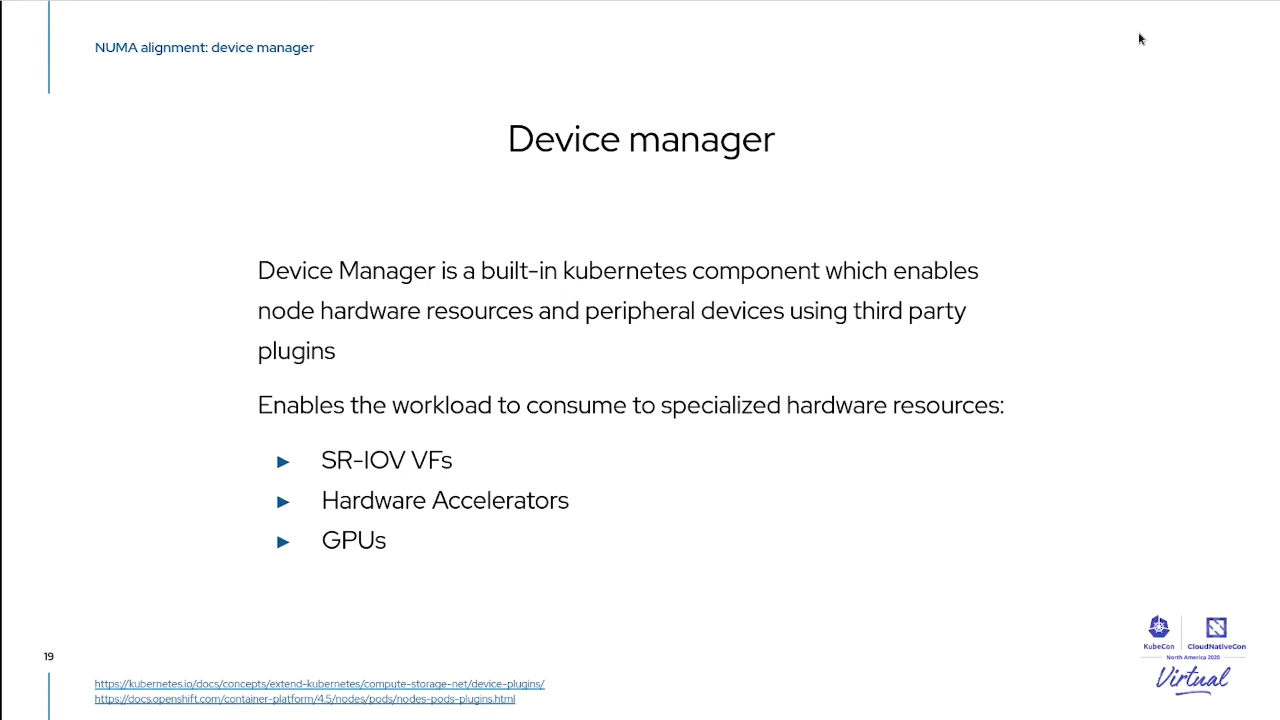 NUMA alignment: device manager
Device manager
Device Manager is a built-in kubernetes component which enables
node hardware resources and peripheral devices using third party
plugins
Enables the workload to consume to specialized hardware resources:
► SR-IOV VFs
► Hardware Accelerators
► GPUs
19
https://kubernetes.io/docs/concepts/extend-kubernetes/compute-storage-net/device-plugins/
https://docs.openshift.com/container-platform/4.5/nodes/pods/nodes-pods-plugins.html
KubeCon CloudNativeCon
North America 2020
Virtual